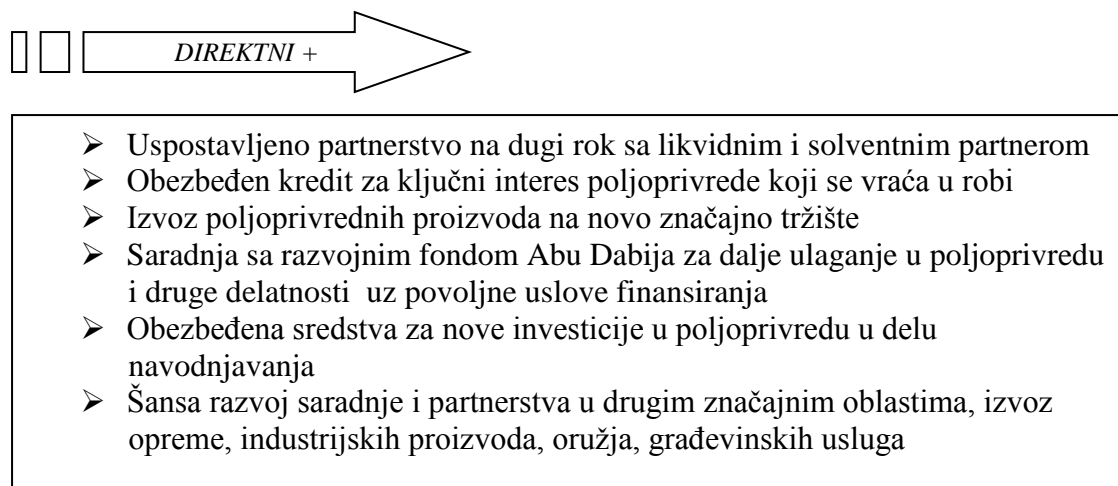 DIREKTNI +
➢ Uspostavljeno partnerstvo na dugi rok sa likvidnim i solventnim partnerom
➢ Obezbeđen kredit za ključni interes poljoprivrede koji se vraća u robi
➢ Izvoz poljoprivrednih proizvoda na novo značajno tržište
➢ Saradnja sa razvojnim fondom Abu Dabija za dalje ulaganje u poljoprivredu
i druge delatnosti uz povoljne uslove finansiranja
➢ Obezbeđena sredstva za nove investicije u poljoprivredu u delu
navodnjavanja
➢ Šansa razvoj saradnje i partnerstva u drugim značajnim oblastima, izvoz
opreme, industrijskih proizvoda, oružja, građevinskih usluga